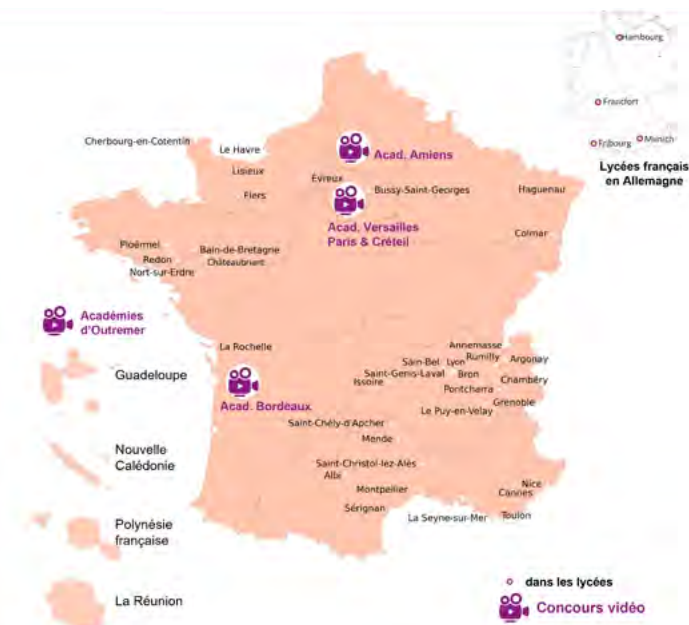 Hambourg
Francfort
Fribourg
Munich
Lycées français
en Allemagne
Cherbourg-en-Cotentin
Le Havre
Acad. Amiens
Lisieux
Evreux
Bussy-Saint-Georges
Haguenau
Flers
Acad. Versailles
Paris & Créteil
Colmar
Ploërmel
Bain-de-Bretagne
Redon
Châteaubriant
Nort-sur-Erdre
Académies
d'Outremer
La Rochelle
Annemasse
Sain-Bel
Lyon
Rumilly
Argonay
Saint-Genis-Laval
Bron
Issoire
Chambéry
Pontcharra
Grenoble
Guadeloupe
Acad. Bordeaux
Le Puy-en-Velay
Saint-Chély-d'Apcher
Mende
Nouvelle
Calédonie
Saint-Christol-lez-Alès
Albi
Montpellier
Nice
Cannes
Sérignan
La Seyne-sur-Mer
Toulon
Polynésie
française
La Réunion
dans les lycées
Concours vidéo